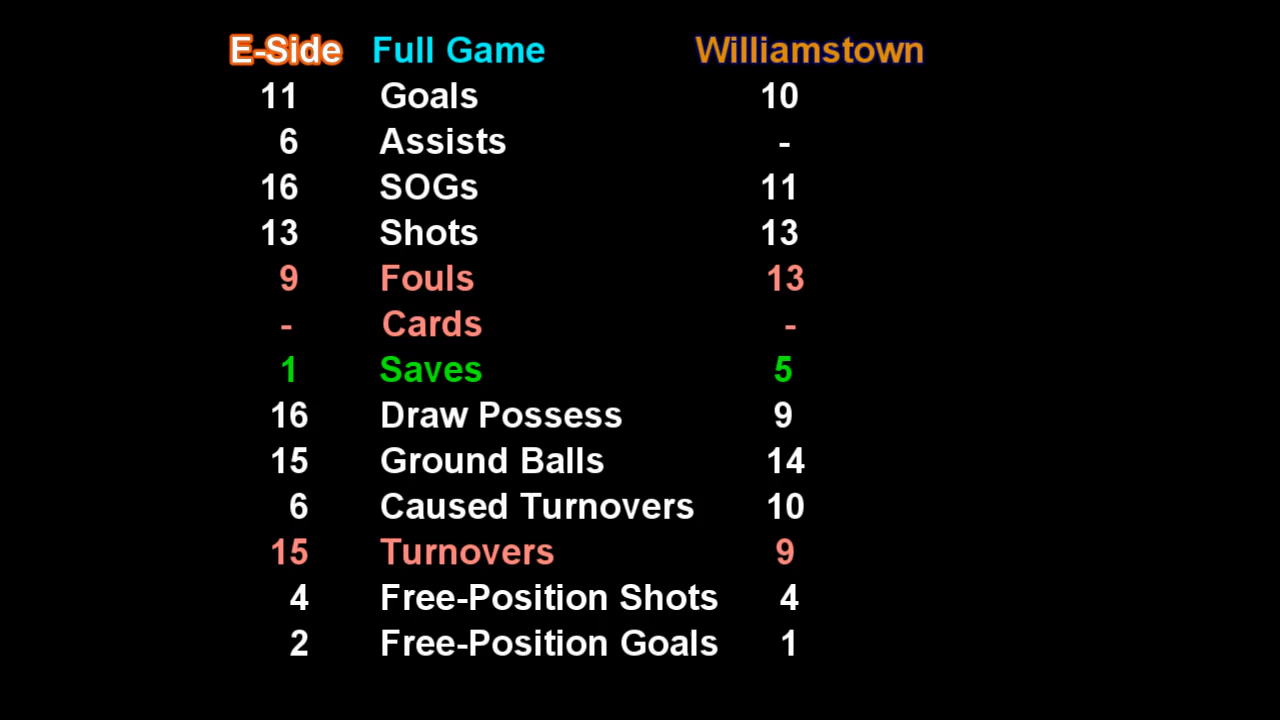 E-Side Full Game Williamstown
11 Goals 10
6 Assists -
16 SOGs 11
13 Shots 13
9 Fouls 13
- Cards -
1 Saves 5
16 Draw Possess 9
15 Ground Balls 14
6 Caused Turnovers 10
15 Turnovers 9
4 Free-Position Shots 4
2 Free-Position Goals 1